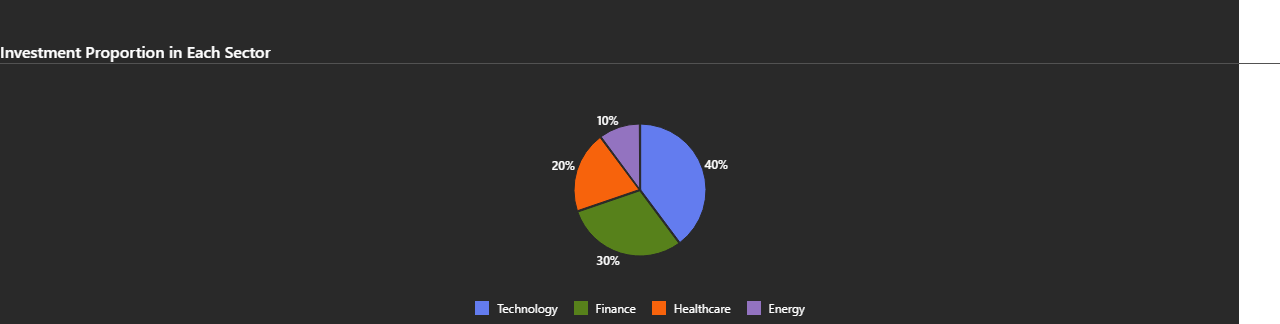 Investment Proportion in Each Sector
10%
40%
20%
30%
Technology Finance Healthcare Energy